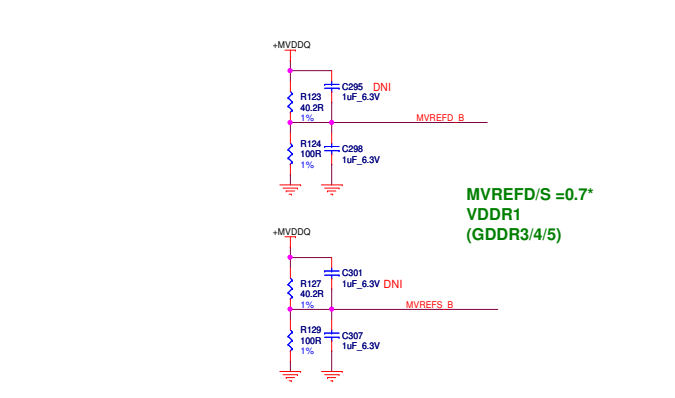 +MVDDQ
C295 DNI
1uF_6.3V
R123
40.2R
1%
MVREFD_B
R124
100R
1%
C298
1uF_6.3V
MVREFD/S =0.7*
VDDR1
(GDDR3/4/5)
+MVDDQ
C301
1uF_6.3V DNI
R127
40.2R
1%
MVREFS_B
R129
100R
1%
C307
1uF_6.3V